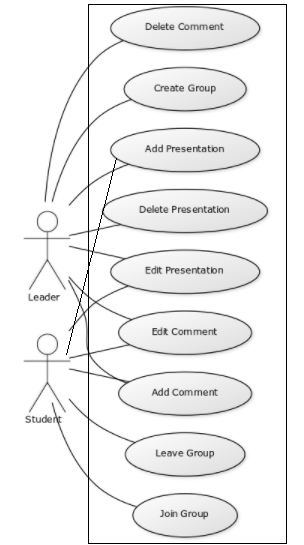 Delete Comment
Create Group
Add Presentation
Delete Presentation
Edit Presentation
Leader
Edit Comment
Add Comment
Student
Leave Group
Join Group